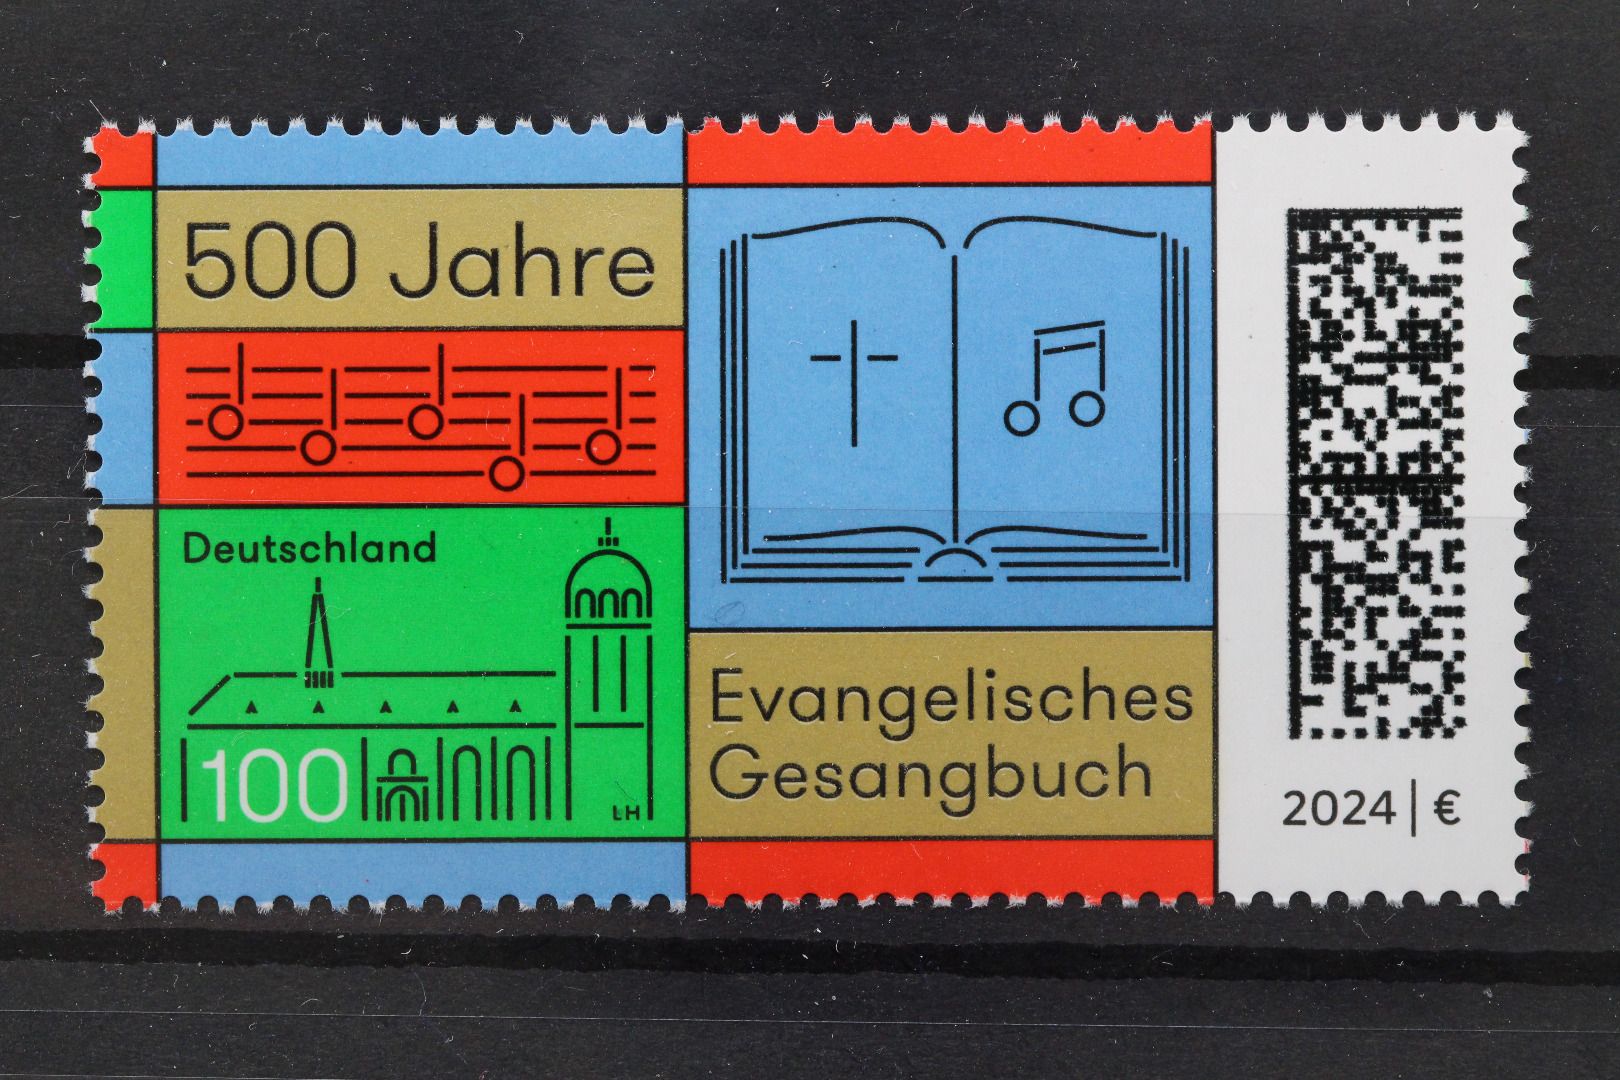 500 Jahre
Deutschland
100
LH
Evangelisches
Gesangbuch
2024 | €